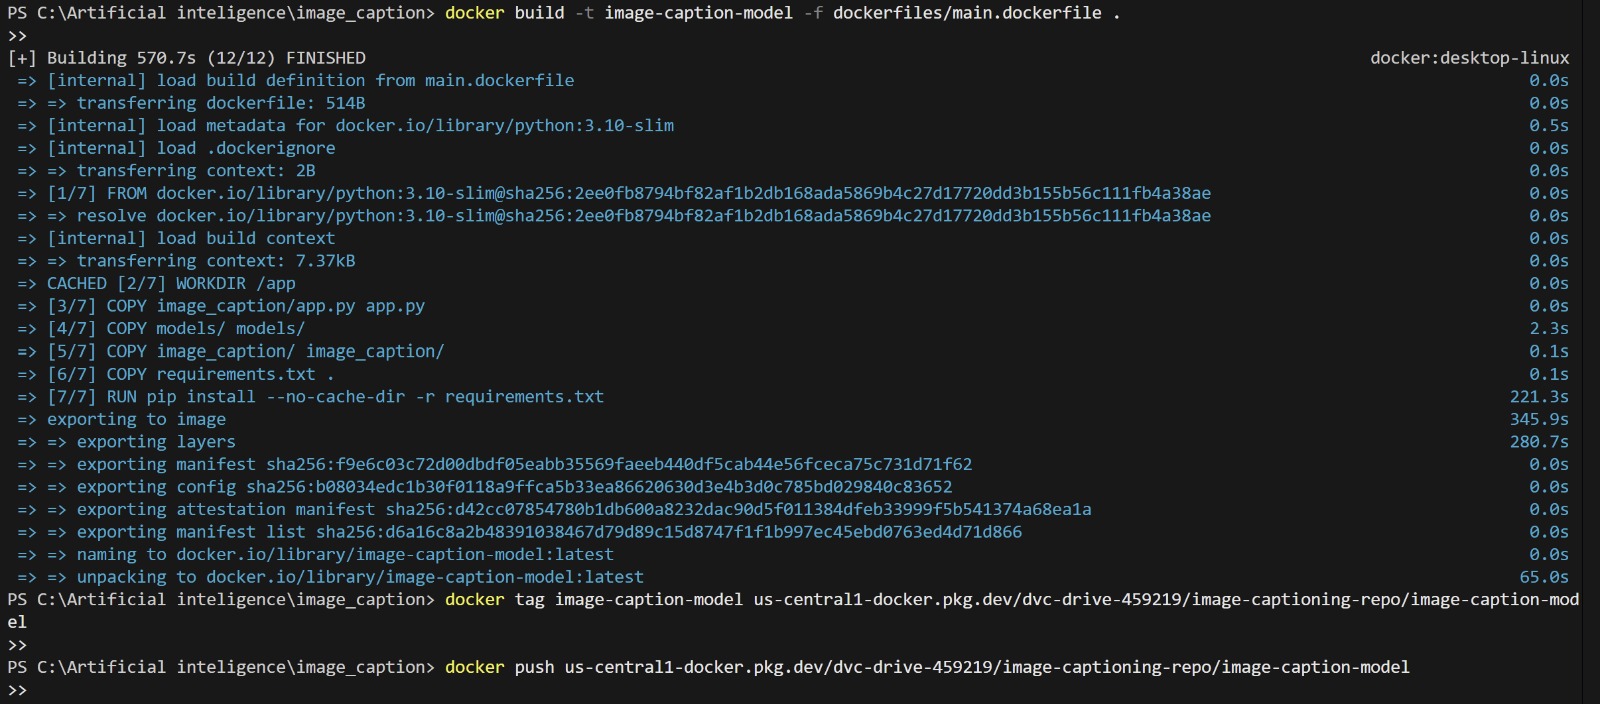 PS C:\Artificial inteligence\image_caption> docker build -t image-caption-model -f dockerfiles/main.dockerfile .
>>
[+] Building 570.7s (12/12) FINISHED docker:desktop-linux
=> [internal] load build definition from main.dockerfile 0.0s
=> => transferring dockerfile: 514B 0.0s
=> [internal] load metadata for docker.io/library/python:3.10-slim 0.5s
=> [internal] load .dockerignore 0.0s
=> => transferring context: 2B 0.0s
=> [1/7] FROM docker.io/library/python:3.10-slim@sha256:2ee0fb8794bf82af1b2db168ada5869b4c27d17720dd3b155b56c111fb4a38ae 0.0s
=> => resolve docker.io/library/python:3.10-slim@sha256:2ee0fb8794bf82af1b2db168ada5869b4c27d17720dd3b155b56c111fb4a38ae 0.0s
=> [internal] load build context 0.0s
=> => transferring context: 7.37kB 0.0s
=> CACHED [2/7] WORKDIR /app 0.0s
=> [3/7] COPY image_caption/app.py app.py 0.0s
=> [4/7] COPY models/ models/ 2.3s
=> [5/7] COPY image_caption/ image_caption/ 0.1s
=> [6/7] COPY requirements.txt . 0.1s
=> [7/7] RUN pip install --no-cache-dir -r requirements.txt 221.3s
=> exporting to image 345.9s
=> => exporting layers 280.7s
=> => exporting manifest sha256:f9e6c03c72d00dbdf05eabb35569faeeb440df5cab44e56fceca75c731d71f62 0.0s
=> => exporting config sha256:b08034edc1b30f0118a9ffca5b33ea86620630d3e4b3d0c785bd029840c83652 0.0s
=> => exporting attestation manifest sha256:d42cc07854780b1db600a8232dac90d5f011384dfeb33999f5b541374a68ea1a 0.0s
=> => exporting manifest list sha256:d6a16c8a2b48391038467d79d89c15d8747f1f1b997ec45ebd0763ed4d71d866 0.0s
=> => naming to docker.io/library/image-caption-model:latest 0.0s
=> => unpacking to docker.io/library/image-caption-model:latest 65.0s
PS C:\Artificial inteligence\image_caption> docker tag image-caption-model us-central1-docker.pkg.dev/dvc-drive-459219/image-captioning-repo/image-caption-mod
el
>>
PS C:\Artificial inteligence\image_caption> docker push us-central1-docker.pkg.dev/dvc-drive-459219/image-captioning-repo/image-caption-model
>>